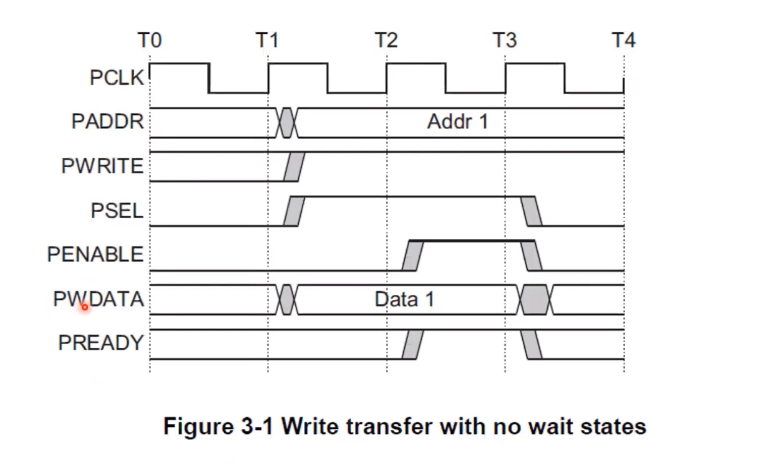 T0 T1 T2 T3 T4
PCLK
PADDR Addr 1
PWRITE
PSEL
PENABLE
PWDATA Data 1
PREADY
Figure 3-1 Write transfer with no wait states